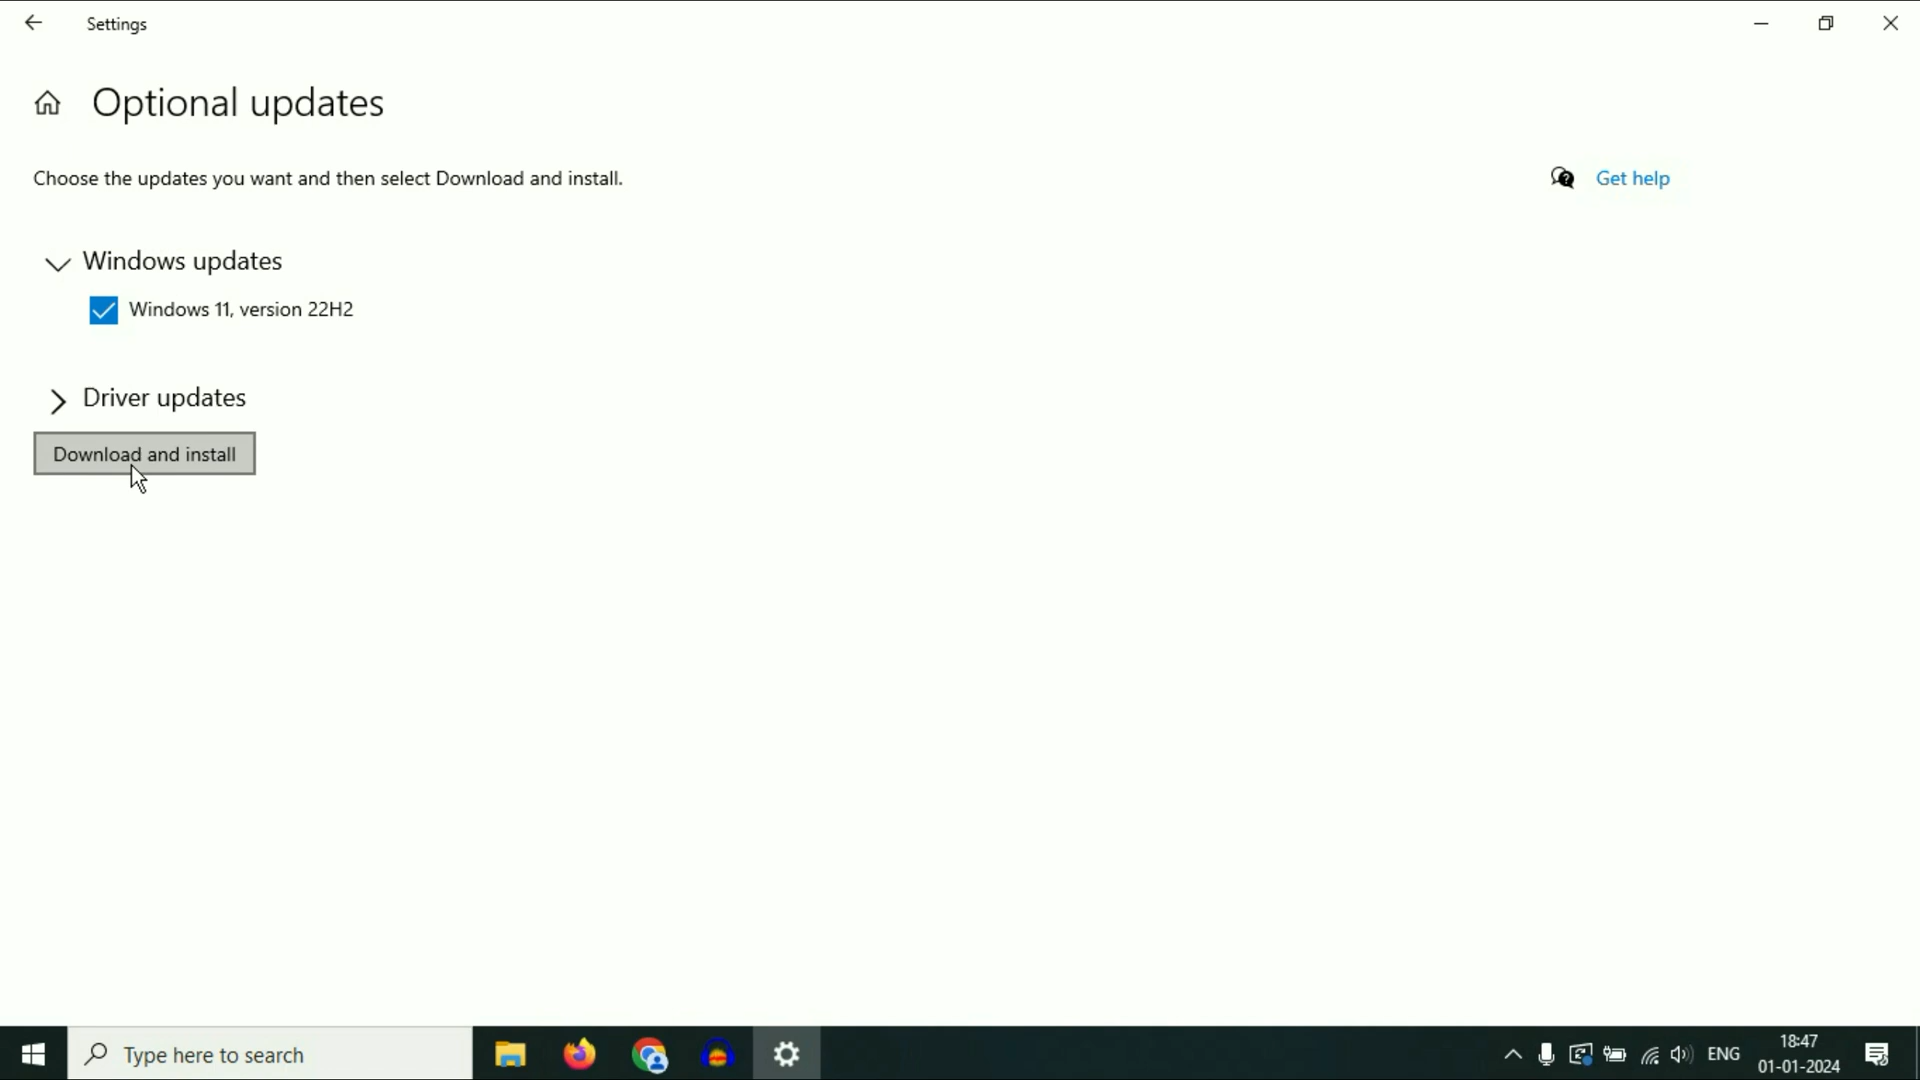 Settings
Optional updates
Choose the updates you want and then select Download and install.
Get help
Windows updates
Windows 11, version 22H2
Driver updates
Download and install
Type here to search
ENG
18:47
01-01-2024